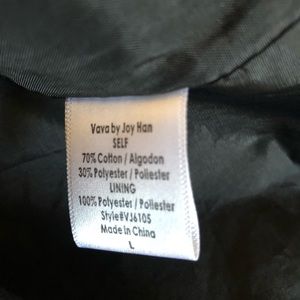 Vava by Joy Han
SELF
70% Cotton / Algodon
30% Polyester / Poliester
LINING
100% Polyester / Poliester
Style#VJ6105
Made in China
L